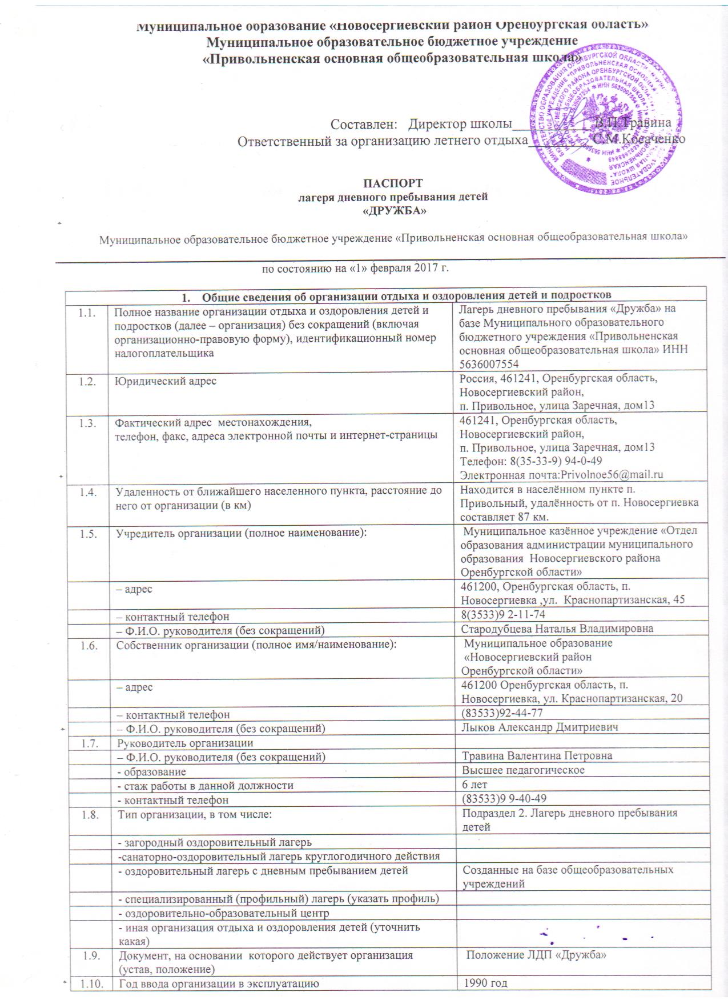 Муниципальное образование «Новосергиевский район Оренбургская область»
Муниципальное образовательное бюджетное учреждение
«Привольненская основная общеобразовательная школа»
Составлен: Директор школы___________ В.П.Травина
Ответственный за организацию летнего отдыха_________ С.М.Косаченко
ПАСПОРТ
лагеря дневного пребывания детей
«ДРУЖБА»
Муниципальное образовательное бюджетное учреждение «Привольненская основная общеобразовательная школа»
по состоянию на «1» февраля 2017 г.
1. Общие сведения об организации отдыха и оздоровления детей и подростков
1.1. Полное название организации отдыха и оздоровления детей и
подростков (далее – организация) без сокращений (включая
организационно-правовую форму), идентификационный номер
налогоплательщика
Лагерь дневного пребывания «Дружба» на
базе Муниципального образовательного
бюджетного учреждения «Привольненская
основная общеобразовательная школа» ИНН
5636007554
1.2. Юридический адрес
Россия, 461241, Оренбургская область,
Новосергиевский район,
п. Привольное, улица Заречная, дом13
1.3. Фактический адрес местонахождения,
телефон, факс, адреса электронной почты и интернет-страницы
461241, Оренбургская область,
Новосергиевский район,
п. Привольное, улица Заречная, дом13
Телефон: 8(35-33-9) 94-0-49
Электронная почта:Privolnoe56@mail.ru
1.4. Удаленность от ближайшего населенного пункта, расстояние до
него от организации (в км)
Находится в населённом пункте п.
Привольный, удалённость от п. Новосергиевка
составляет 87 км.
1.5. Учредитель организации (полное наименование):
Муниципальное казённое учреждение «Отдел
образования администрации муниципального
образования Новосергиевского района
Оренбургской области»
– адрес
461200, Оренбургская область, п.
Новосергиевка ,ул. Краснопартизанская, 45
– контактный телефон 8(3533)9 2-11-74
– Ф.И.О. руководителя (без сокращений) Стародубцева Наталья Владимировна
1.6. Собственник организации (полное имя/наименование):
Муниципальное образование
«Новосергиевский район
Оренбургской области»
– адрес
461200 Оренбургская область, п.
Новосергиевка, ул. Краснопартизанская, 20
– контактный телефон (83533)92-44-77
– Ф.И.О. руководителя (без сокращений) Лыков Александр Дмитриевич
1.7. Руководитель организации
– Ф.И.О. руководителя (без сокращений) Травина Валентина Петровна
- образование Высшее педагогическое
- стаж работы в данной должности 6 лет
- контактный телефон (83533)9 9-40-49
1.8. Тип организации, в том числе:
Подраздел 2. Лагерь дневного пребывания
детей
- загородный оздоровительный лагерь
-санаторно-оздоровительный лагерь круглогодичного действия
- оздоровительный лагерь с дневным пребыванием детей
Созданные на базе общеобразовательных
учреждений
- специализированный (профильный) лагерь (указать профиль)
- оздоровительно-образовательный центр
- иная организация отдыха и оздоровления детей (уточнить
какая)
1.9. Документ, на основании которого действует организация
(устав, положение)
Положение ЛДП «Дружба»
1.10. Год ввода организации в эксплуатацию 1990 год